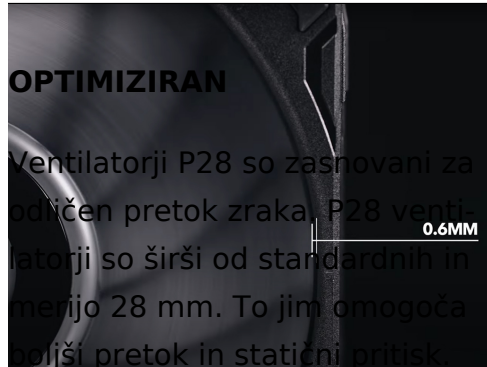 OPTIMIZIRAN
Ventilatorji P28 so zasnovani za
odličen pretok zraka. P28 venti-
0.6MM
latorji so širši od standardnih in
merijo 28 mm. To jim omogoča
boljši pretok in statični pritisk.